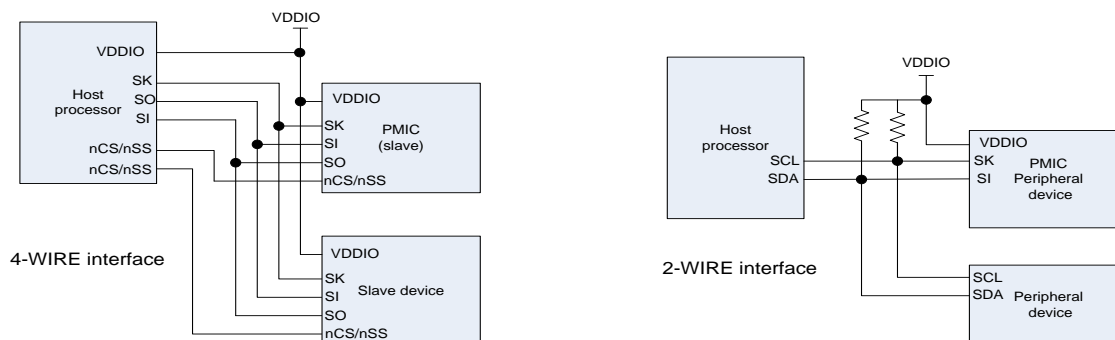 VDDIO
VDDIO
SK
SO
SI
Host
processor
nCS/nSS
nCS/nSS
VDDIO
SK
SI
SO
nCS/nSS
PMIC
(slave)
4-WIRE interface
VDDIO
SK
SI
SO
nCS/nSS
Slave device
VDDIO
Host
processor
SCL
SDA
VDDIO
SK
SI
PMIC
Peripheral
device
2-WIRE interface
SCL
SDA
Peripheral
device